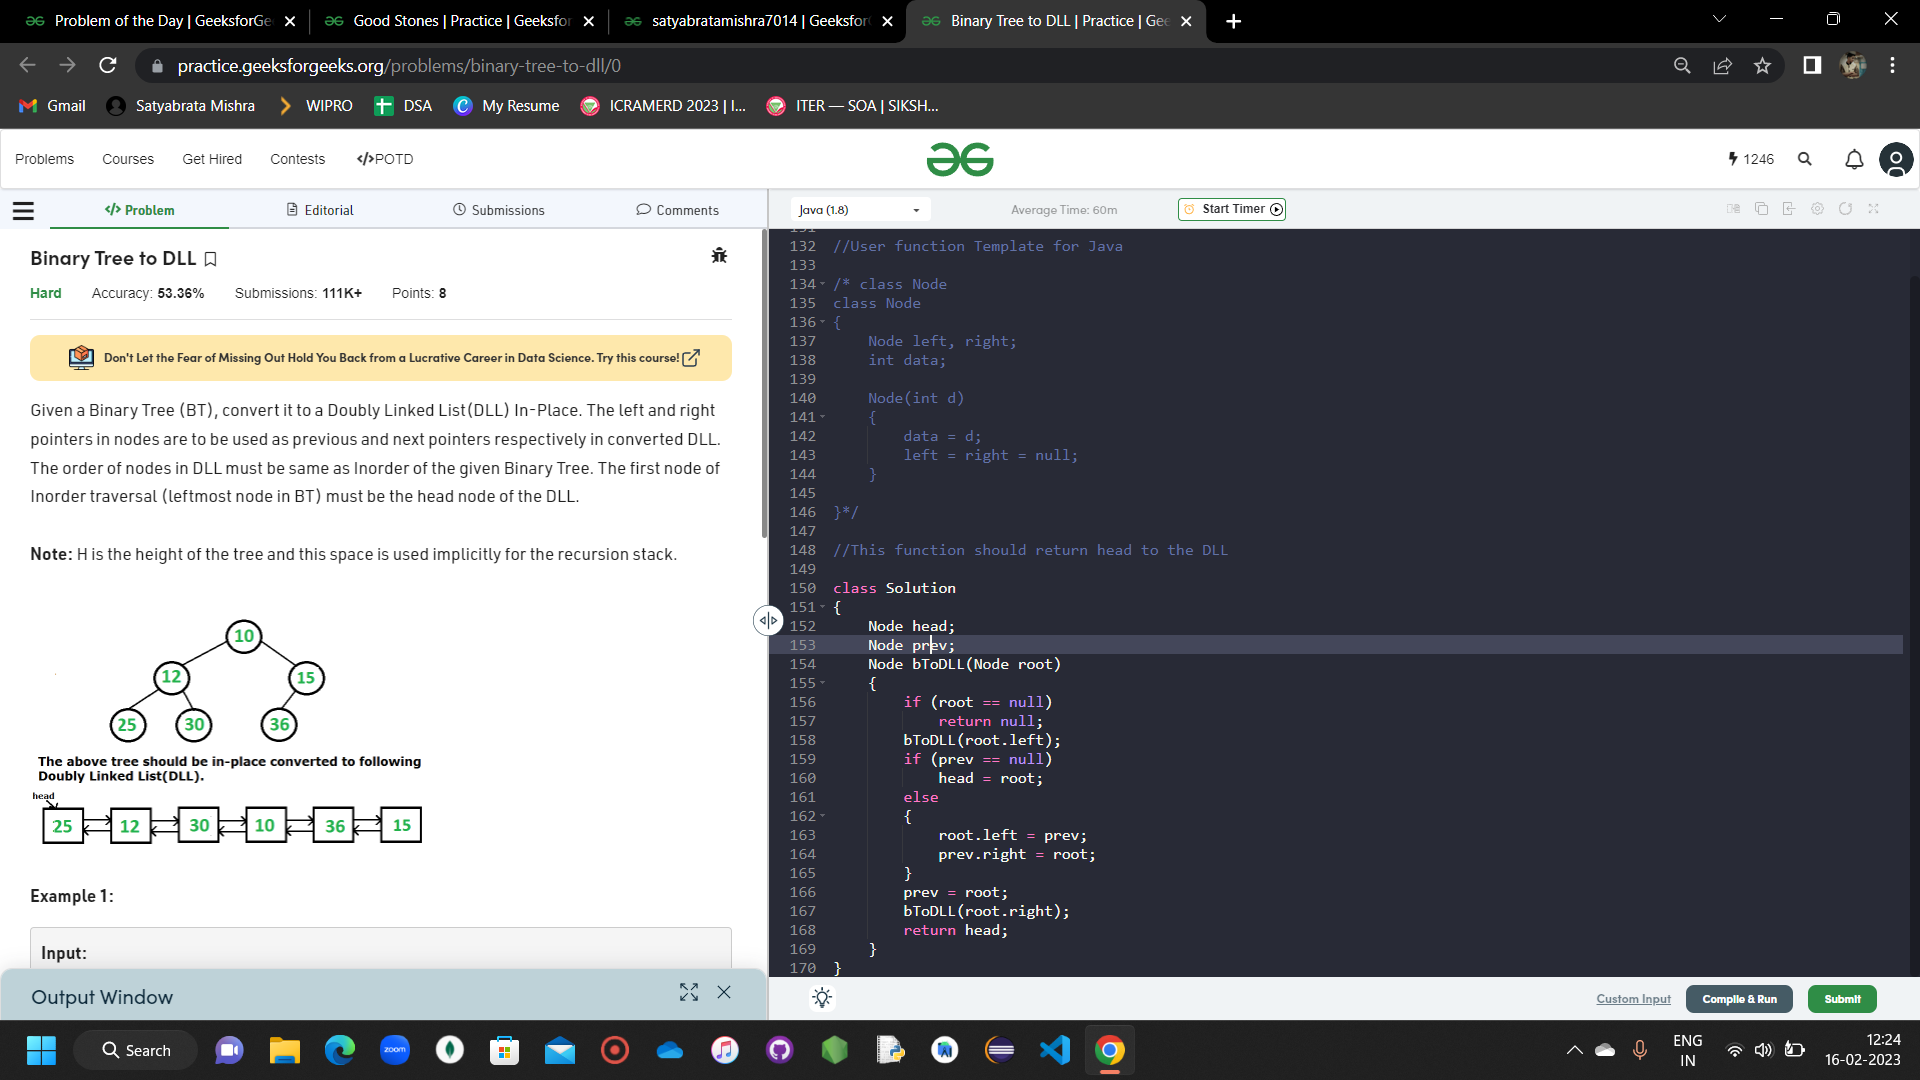 Problem of the Day | GeeksforGe
Good Stones | Practice | Geeksfor
satyabratamishra7014 | Geeksfor
Binary Tree to DLL | Practice | Gee
practice.geeksforgeeks.org/problems/binary-tree-to-dll/0
Gmail
Satyabrata Mishra
WIPRO
DSA
My Resume
ICRAMERD 2023 | I...
ITER — SOA | SIKSH...
Problems
Courses
Get Hired
Contests
</>POTD
1246
</> Problem
Editorial
Submissions
Comments
Java (1.8)
Average Time: 60m
Start Timer
Binary Tree to DLL
Hard
Accuracy: 53.36%
Submissions: 111K+
Points: 8
Don't Let the Fear of Missing Out Hold You Back from a Lucrative Career in Data Science. Try this course!
Given a Binary Tree (BT), convert it to a Doubly Linked List(DLL) In-Place. The left and right
pointers in nodes are to be used as previous and next pointers respectively in converted DLL.
The order of nodes in DLL must be same as Inorder of the given Binary Tree. The first node of
Inorder traversal (leftmost node in BT) must be the head node of the DLL.
Note: H is the height of the tree and this space is used implicitly for the recursion stack.
10
12
15
25
30
36
The above tree should be in-place converted to following
Doubly Linked List(DLL).
head
25 12 30 10 36 15
Example 1:
Input:
Output Window
131
132 //User function Template for Java
133
134 /* class Node
135 class Node
136 {
137 Node left, right;
138 int data;
139
140 Node(int d)
141 {
142 data = d;
143 left = right = null;
144 }
145
146 }*/
147
148 //This function should return head to the DLL
149
150 class Solution
151 {
152 Node head;
153 Node prev;
154 Node bToDLL(Node root)
155 {
156 if (root == null)
157 return null;
158 bToDLL(root.left);
159 if (prev == null)
160 head = root;
161 else
162 {
163 root.left = prev;
164 prev.right = root;
165 }
166 prev = root;
167 bToDLL(root.right);
168 return head;
169 }
170 }
Custom Input
Compile & Run
Submit
Search
zoom
ENG
IN
12:24
16-02-2023